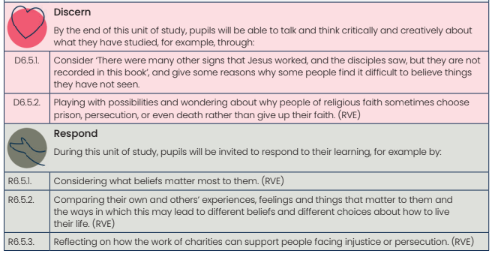 Discern
By the end of this unit of study, pupils will be able to talk and think critically and creatively about
what they have studied, for example, through:
D6.5.1. Consider ‘There were many other signs that Jesus worked, and the disciples saw, but they are not
recorded in this book’, and give some reasons why some people find it difficult to believe things
they have not seen.
D6.5.2. Playing with possibilities and wondering about why people of religious faith sometimes choose
prison, persecution, or even death rather than give up their faith. (RVE)
Respond
During this unit of study, pupils will be invited to respond to their learning, for example by:
R6.5.1. Considering what beliefs matter most to them. (RVE)
R6.5.2. Comparing their own and others’ experiences, feelings and things that matter to them and
the ways in which this may lead to different beliefs and different choices about how to live
their life. (RVE)
R6.5.3. Reflecting on how the work of charities can support people facing injustice or persecution. (RVE)